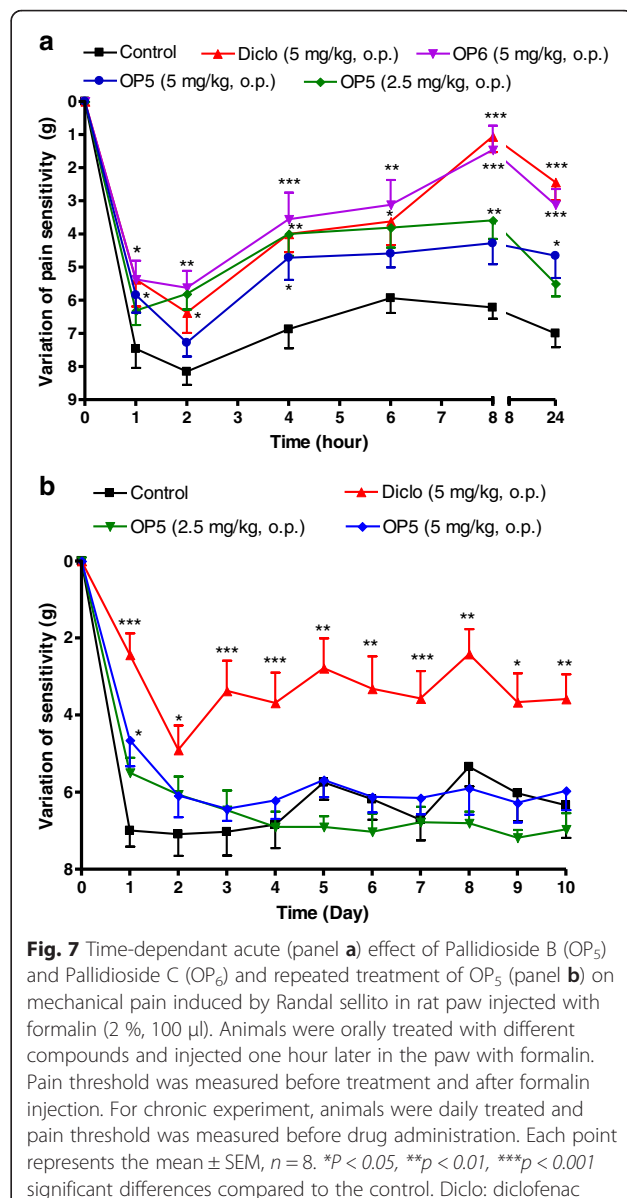 a
Control Diclo (5 mg/kg, o.p.) OP6 (5 mg/kg, o.p.)
OP5 (5 mg/kg, o.p.) OP5 (2.5 mg/kg, o.p.)
Variation of pain sensitivity (g)
0
1
2
3
4
5
6
7
8
9
*** *** *** ** *** *** * ** ** * * ** * * *
0 1 2 3 4 5 6 7 8 8 24
Time (hour)
b
Control Diclo (5 mg/kg, o.p.)
OP5 (2.5 mg/kg, o.p.) OP5 (5 mg/kg, o.p.)
Variation of sensitivity (g)
0
2
4
6
8
*** * *** *** ** ** *** ** * **
*
0 1 2 3 4 5 6 7 8 9 10
Time (Day)
Fig. 7 Time-dependant acute (panel a) effect of Pallidioside B (OP₅)
and Pallidioside C (OP₆) and repeated treatment of OP₅ (panel b) on
mechanical pain induced by Randal sellito in rat paw injected with
formalin (2 %, 100 μl). Animals were orally treated with different
compounds and injected one hour later in the paw with formalin.
Pain threshold was measured before treatment and after formalin
injection. For chronic experiment, animals were daily treated and
pain threshold was measured before drug administration. Each point
represents the mean ± SEM, n = 8. *P < 0.05, **p < 0.01, ***p < 0.001
significant differences compared to the control. Diclo: diclofenac